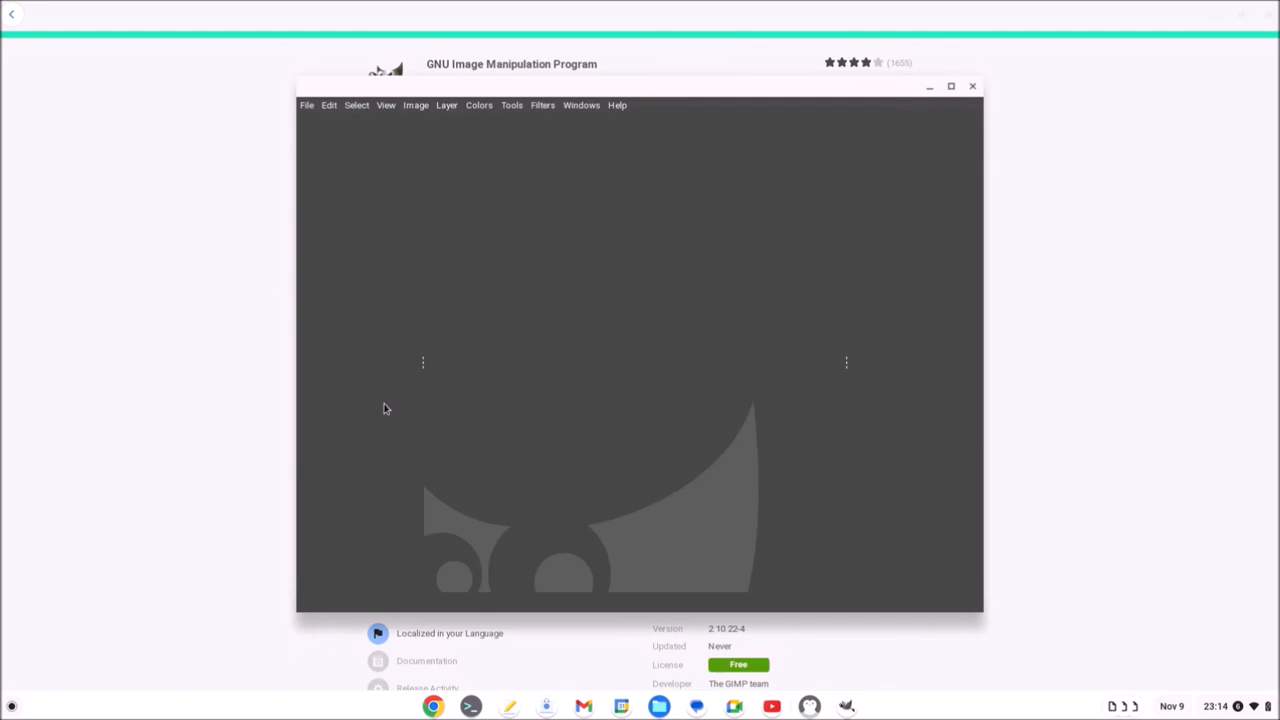 GNU Image Manipulation Program
(1655)
File Edit Select View Image Layer Colors Tools Filters Windows Help
Localized in your Language
Documentation
Release Activity
Version 2.10.22-4
Updated Never
License Free
Developer The GIMP team
Nov 9 23:14